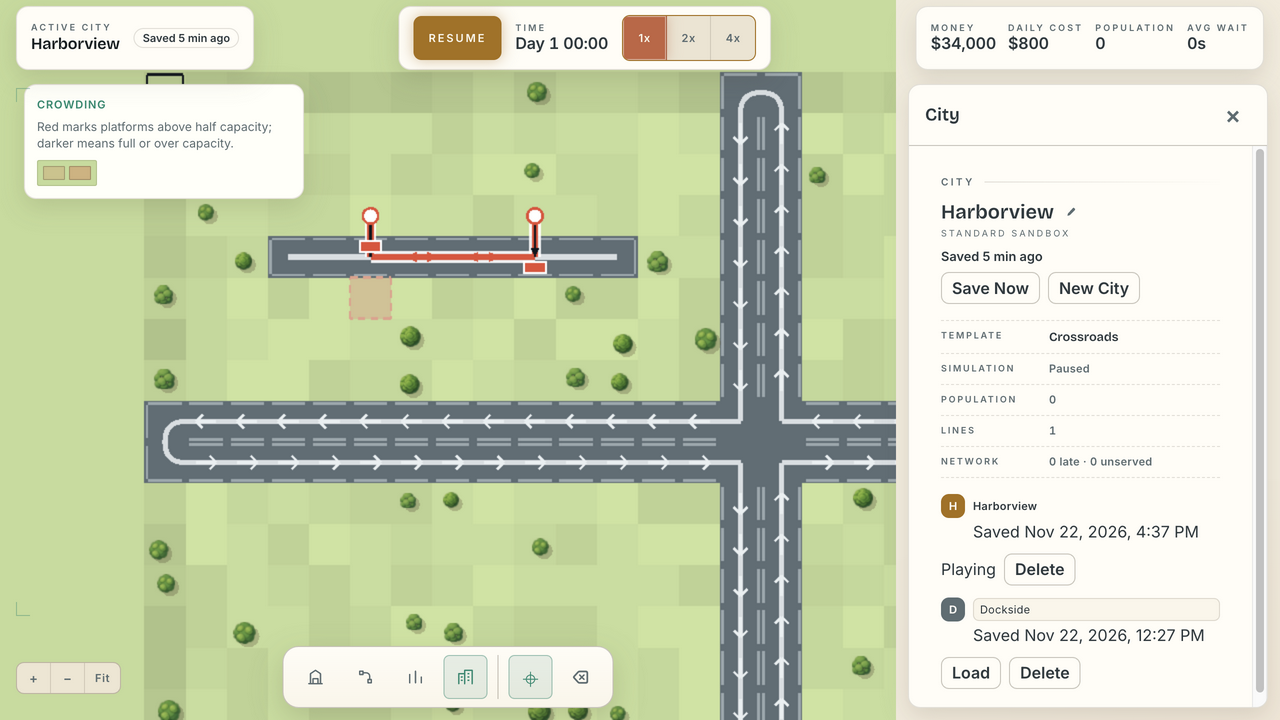 ACTIVE CITY
Harborview
Saved 5 min ago
RESUME
TIME
Day 1 00:00
1x
2x
4x
MONEY
$34,000
DAILY COST
$800
POPULATION
0
AVG WAIT
0s
CROWDING
Red marks platforms above half capacity;
darker means full or over capacity.
+
−
Fit
City
CITY
Harborview
STANDARD SANDBOX
Saved 5 min ago
Save Now
New City
TEMPLATE
Crossroads
SIMULATION
Paused
POPULATION
0
LINES
1
NETWORK
0 late · 0 unserved
H
Harborview
Saved Nov 22, 2026, 4:37 PM
Playing
Delete
D
Dockside
Saved Nov 22, 2026, 12:27 PM
Load
Delete